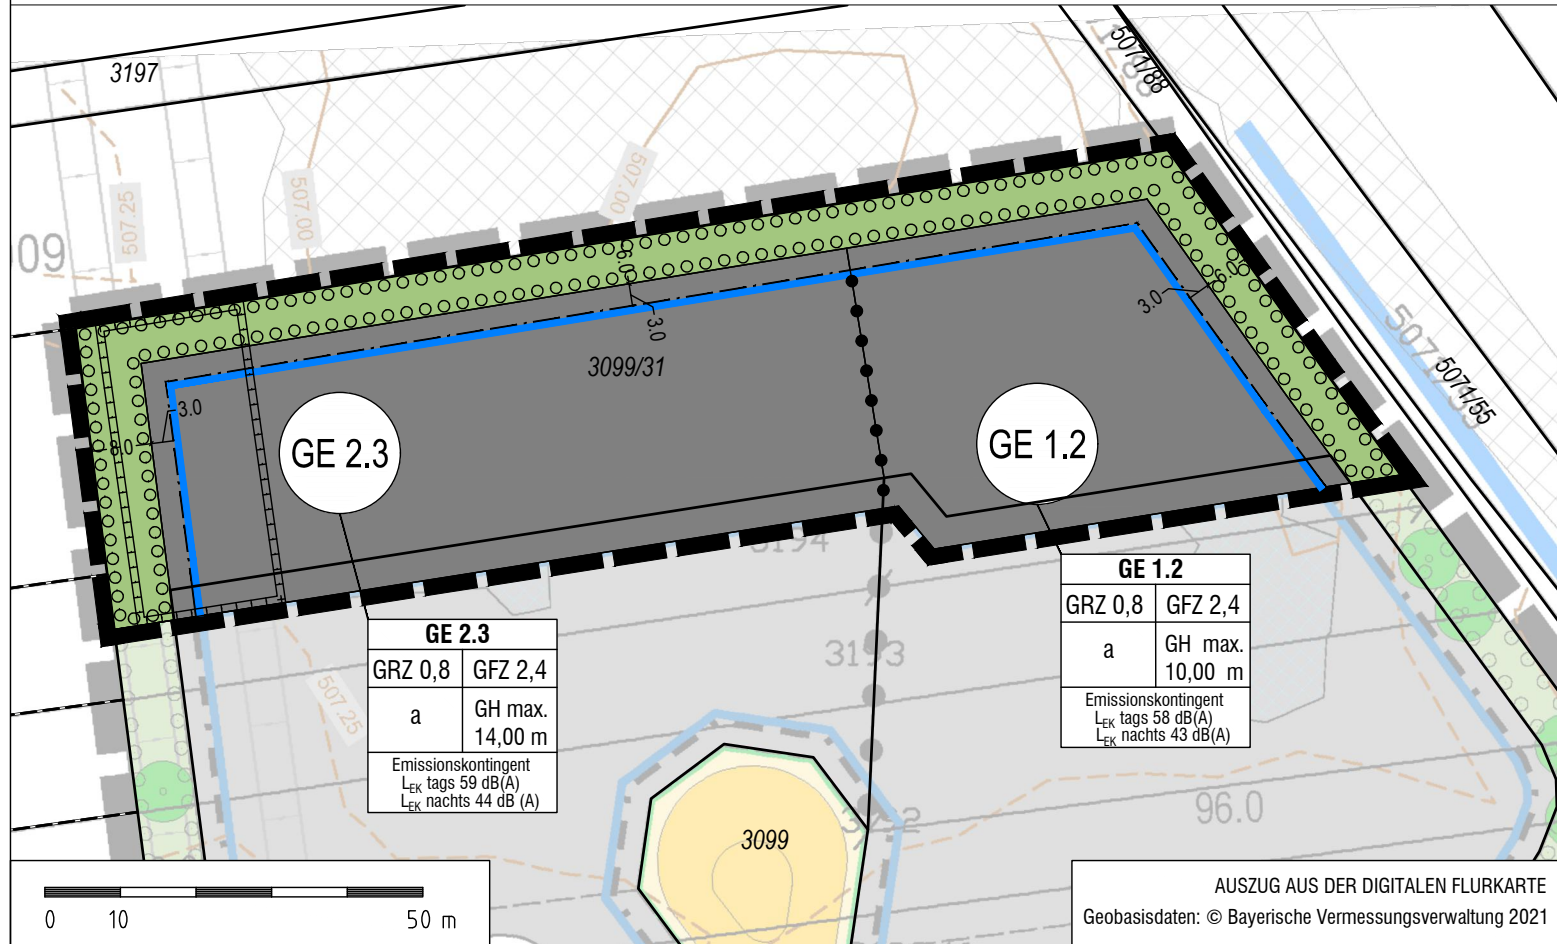 3197
5071/88
507.25
507.00
507.00
09
6.0
3.0
3.0
6.0
3099/31
5071/55
3.0
8.0
GE 2.3
GE 1.2
3194
GE 1.2
GRZ 0,8 GFZ 2,4
a GH max.
10,00 m
Emissionskontingent
LEK tags 58 dB(A)
LEK nachts 43 dB(A)
GE 2.3
GRZ 0,8 GFZ 2,4
a GH max.
14,00 m
Emissionskontingent
LEK tags 59 dB(A)
LEK nachts 44 dB (A)
3193
507.25
96.0
3099
0 10 50 m
AUSZUG AUS DER DIGITALEN FLURKARTE
Geobasisdaten: © Bayerische Vermessungsverwaltung 2021